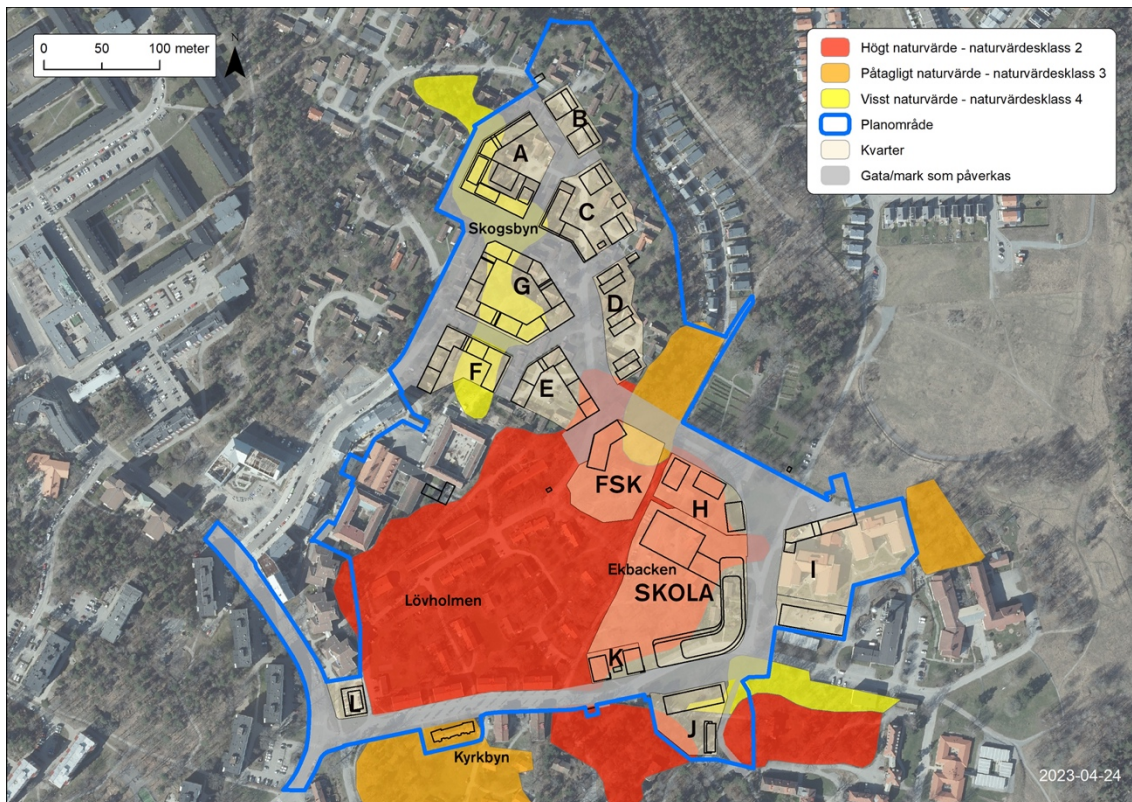 0 50 100 meter
N
Högt naturvärde - naturvärdesklass 2
Påtagligt naturvärde - naturvärdesklass 3
Visst naturvärde - naturvärdesklass 4
Planområde
Kvarter
Gata/mark som påverkas
B
A
C
Skogsbyn
G
D
F
E
FSK
H
I
Ekbacken
SKOLA
Lövholmen
K
L
J
Kyrkbyn
2023-04-24